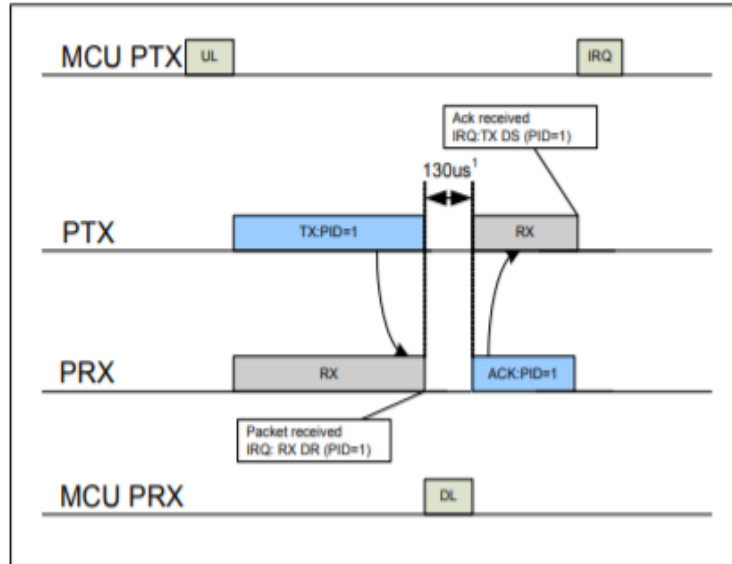 MCU PTX
UL
IRQ
Ack received
IRQ:TX DS (PID=1)
130us¹
PTX
TX:PID=1
RX
PRX
RX
ACK:PID=1
Packet received
IRQ: RX DR (PID=1)
MCU PRX
DL